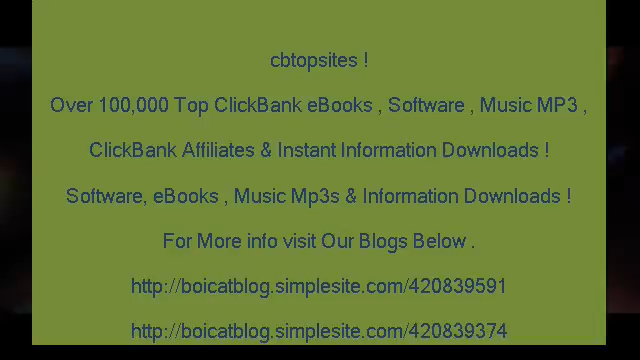 cbtopsites !
Over 100,000 Top ClickBank eBooks , Software , Music MP3 ,
ClickBank Affiliates & Instant Information Downloads !
Software, eBooks , Music Mp3s & Information Downloads !
For More info visit Our Blogs Below .
http://boicatblog.simplesite.com/420839591
http://boicatblog.simplesite.com/420839374